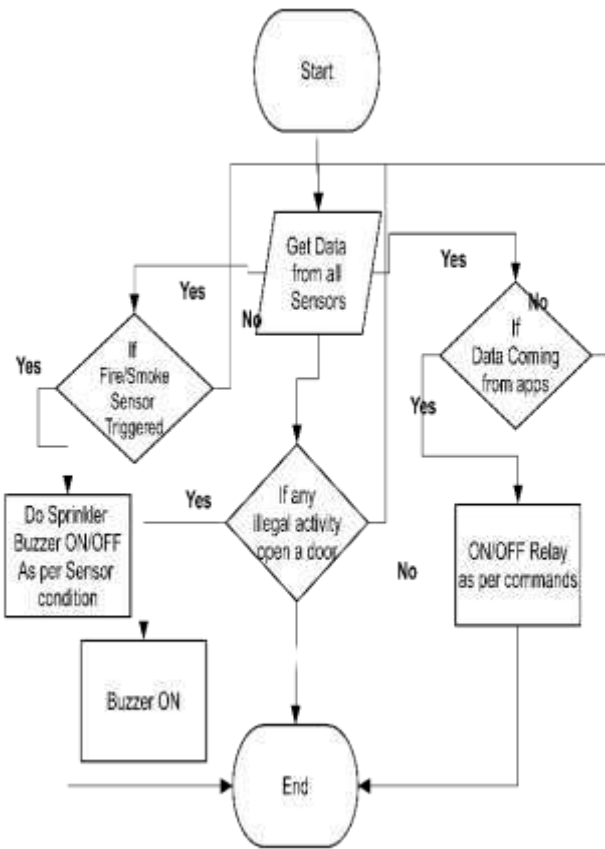 Start
Get Data
from all
Sensors
Yes
No
Yes
No
If
Fire/Smoke
Sensor
Triggered
Yes
If
Data Coming
from apps
Yes
Do Sprinkler
Buzzer ON/OFF
As per Sensor
condition
Yes
If any
illegal activity
open a door
No
ON/OFF Relay
as per commands
Buzzer ON
End